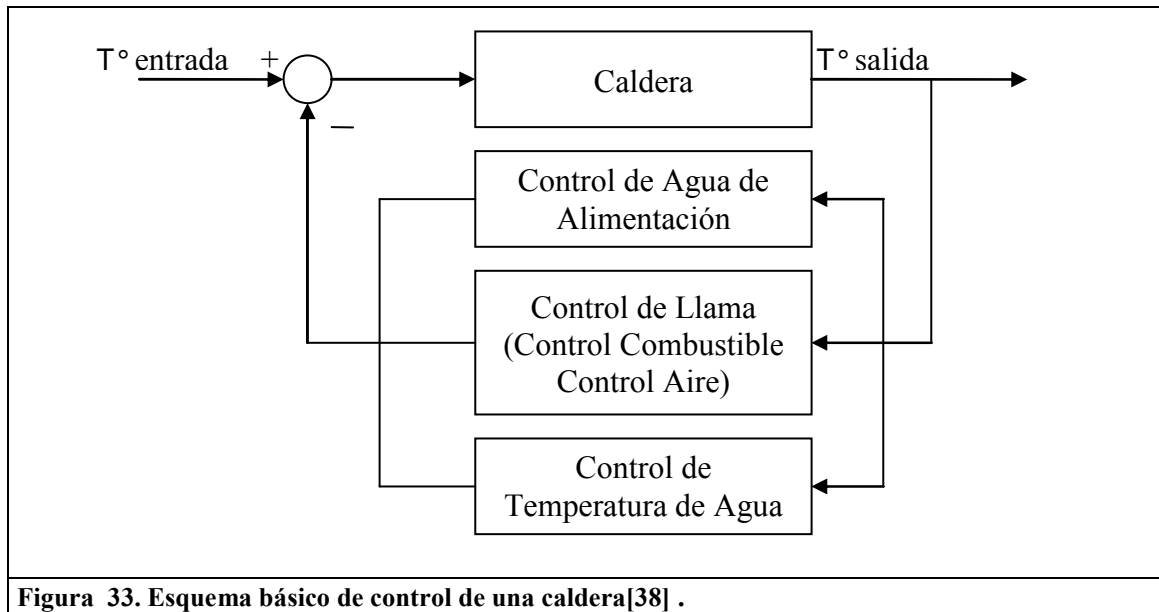 T° entrada
+
T° salida
Caldera
–
Control de Agua de
Alimentación
Control de Llama
(Control Combustible
Control Aire)
Control de
Temperatura de Agua
Figura 33. Esquema básico de control de una caldera[38] .